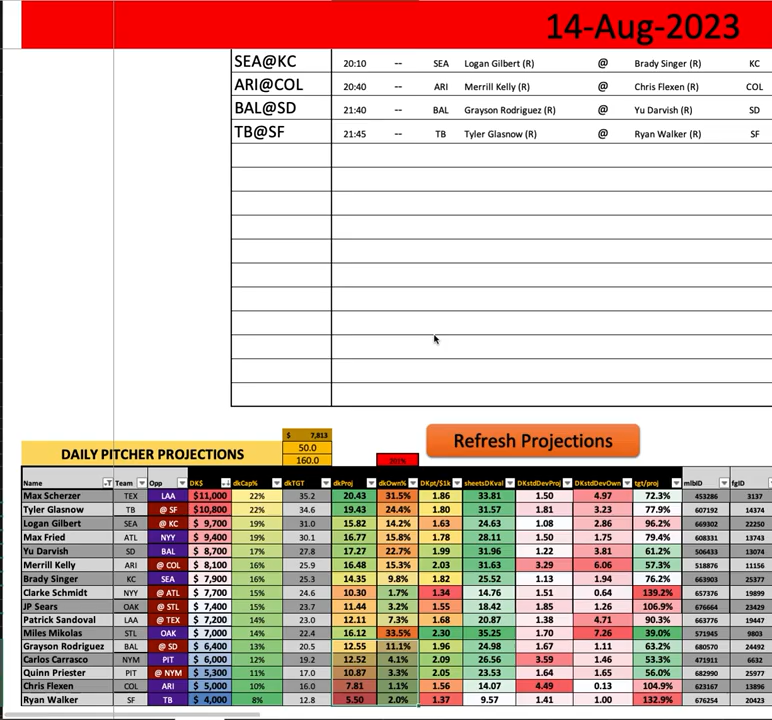 14-Aug-2023
SEA@KC 20:10 -- SEA Logan Gilbert (R) @ Brady Singer (R) KC
ARI@COL 20:40 -- ARI Merrill Kelly (R) @ Chris Flexen (R) COL
BAL@SD 21:40 -- BAL Grayson Rodriguez (R) @ Yu Darvish (R) SD
TB@SF 21:45 -- TB Tyler Glasnow (R) @ Ryan Walker (R) SF
$ 7,813
Refresh Projections
50.0
DAILY PITCHER PROJECTIONS
160.0 201%
Name Team Opp DK$ dkCap% dkTGT dkProj dkOwn% DKpt/$1k sheetsDKval DKstdDevProj DKstdDevOwn tgt/proj mlbID fgID
Max Scherzer TEX LAA $11,000 22% 35.2 20.43 31.5% 1.86 33.81 1.50 4.97 72.3% 453286 3137
Tyler Glasnow TB @ SF $10,800 22% 34.6 19.43 24.4% 1.80 31.57 1.81 3.23 77.9% 607192 14374
Logan Gilbert SEA @ KC $ 9,700 19% 31.0 15.82 14.2% 1.63 24.63 1.08 2.86 96.2% 669302 22250
Max Fried ATL NYY $ 9,400 19% 30.1 16.77 15.8% 1.78 28.11 1.50 1.75 79.4% 608331 13743
Yu Darvish SD BAL $ 8,700 17% 27.8 17.27 22.7% 1.99 31.96 1.22 3.81 61.2% 506433 13074
Merrill Kelly ARI @ COL $ 8,100 16% 25.9 16.48 15.3% 2.03 31.63 3.29 6.06 57.3% 518876 11156
Brady Singer KC SEA $ 7,900 16% 25.3 14.35 9.8% 1.82 25.52 1.13 1.94 76.2% 663903 25377
Clarke Schmidt NYY @ ATL $ 7,700 15% 24.6 10.30 1.7% 1.34 14.76 1.51 0.64 139.2% 657376 19899
JP Sears OAK @ STL $ 7,400 15% 23.7 11.44 3.2% 1.55 18.42 1.85 1.26 106.9% 676664 23429
Patrick Sandoval LAA @ TEX $ 7,200 14% 23.0 12.11 7.3% 1.68 20.87 1.38 4.71 90.3% 663776 19447
Miles Mikolas STL OAK $ 7,000 14% 22.4 16.12 33.5% 2.30 35.25 1.70 7.26 39.0% 571945 9803
Grayson Rodriguez BAL @ SD $ 6,400 13% 20.5 12.55 11.1% 1.96 24.98 1.67 1.11 63.2% 680570 24492
Carlos Carrasco NYM PIT $ 6,000 12% 19.2 12.52 4.1% 2.09 26.56 3.59 1.46 53.3% 471911 6632
Quinn Priester PIT @ NYM $ 5,300 11% 17.0 10.87 3.3% 2.05 23.53 1.64 1.65 56.0% 682990 24977
Chris Flexen COL ARI $ 5,000 10% 16.0 7.81 1.1% 1.56 14.07 4.49 0.13 104.9% 623167 13896
Ryan Walker SF TB $ 4,000 8% 12.8 5.50 2.0% 1.37 9.57 1.41 1.00 132.9% 676254 20423